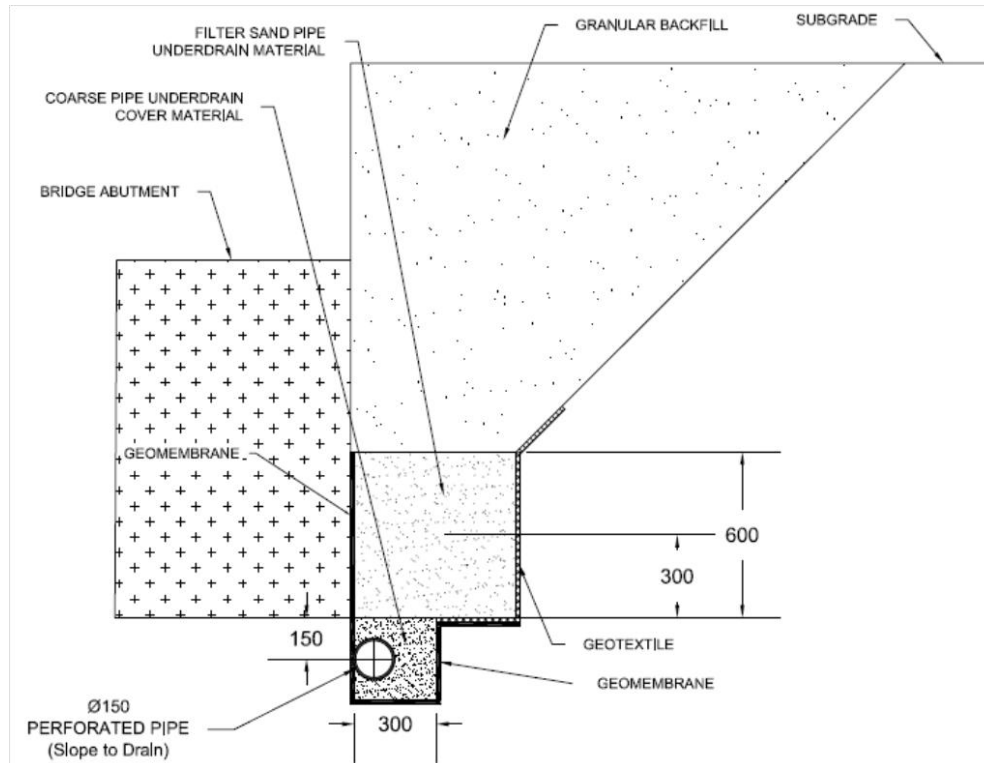 FILTER SAND PIPE
UNDERDRAIN MATERIAL
GRANULAR BACKFILL
SUBGRADE
COARSE PIPE UNDERDRAIN
COVER MATERIAL
BRIDGE ABUTMENT
GEOMEMBRANE
600
300
150
GEOTEXTILE
GEOMEMBRANE
Ø150
PERFORATED PIPE
(Slope to Drain)
300